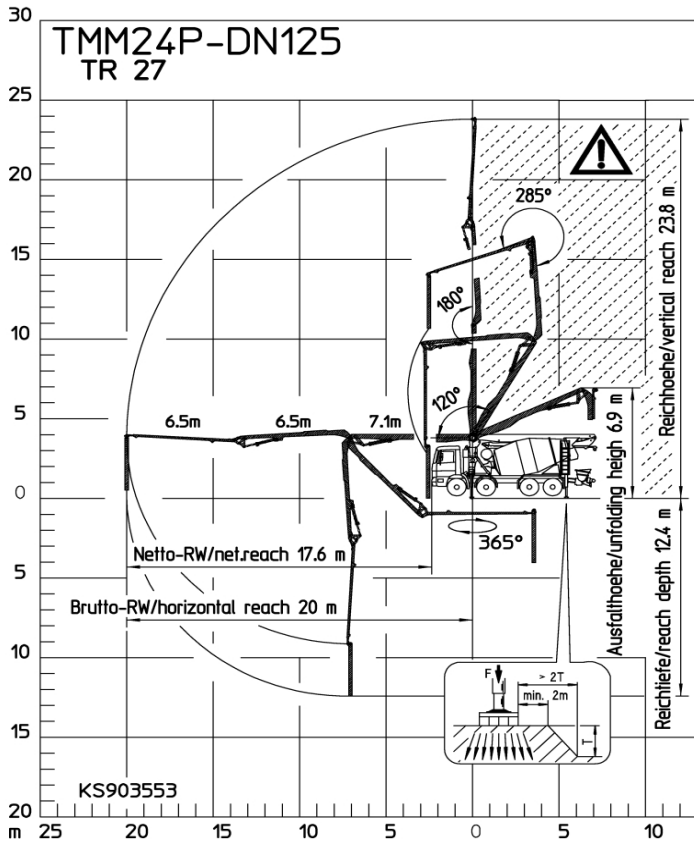 30
TMM24P-DN125
TR 27
25
20
285°
15
180°
10
120°
6.5m
6.5m
7.1m
5
0
365°
Netto-RW/net.reach 17.6 m
5
Brutto-RW/horizontal reach 20 m
10
F
> 2T
min. 2m
T
15
KS903553
20
m
25
20
15
10
5
0
5
10
Reichhoehe/vertical reach 23.8 m
Ausfalthoehe/unfolding heigh 6.9 m
Reichtiefe/reach depth 12.4 m